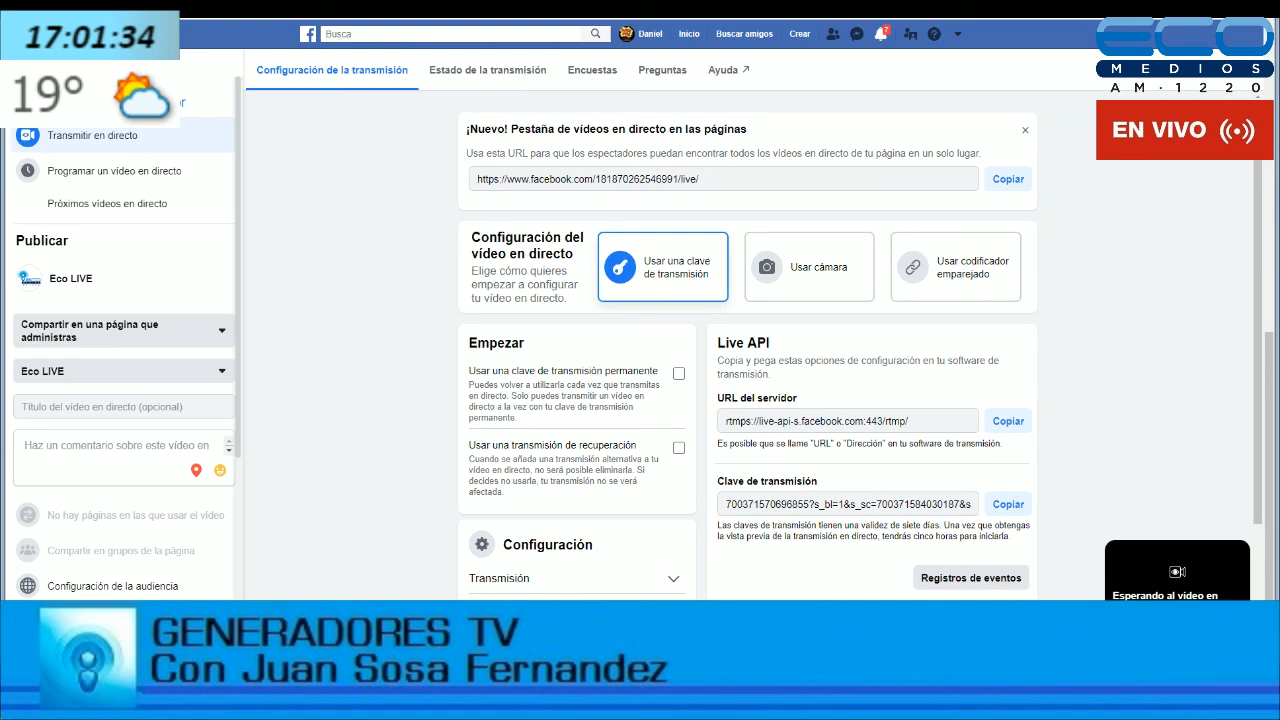 17:01:34
Busca
Daniel
Inicio
Buscar amigos
Crear
7
ECO
MEDIOS
AM·1220
19°
Configuración de la transmisión
Estado de la transmisión
Encuestas
Preguntas
Ayuda
EN VIVO
Transmitir en directo
Programar un vídeo en directo
Próximos vídeos en directo
Publicar
Eco LIVE
Compartir en una página que
administras
Eco LIVE
Título del vídeo en directo (opcional)
Haz un comentario sobre este vídeo en
No hay páginas en las que usar el vídeo
Compartir en grupos de la página
Configuración de la audiencia
¡Nuevo! Pestaña de vídeos en directo en las páginas
Usa esta URL para que los espectadores puedan encontrar todos los vídeos en directo de tu página en un solo lugar.
https://www.facebook.com/181870262546991/live/
Copiar
Configuración del
vídeo en directo
Elige cómo quieres
empezar a configurar
tu vídeo en directo.
Usar una clave
de transmisión
Usar cámara
Usar codificador
emparejado
Empezar
Usar una clave de transmisión permanente
Puedes volver a utilizarla cada vez que transmitas
en directo. Solo puedes transmitir un vídeo en
directo a la vez con tu clave de transmisión
permanente.
Usar una transmisión de recuperación
Cuando se añada una transmisión alternativa a tu
vídeo en directo, no será posible eliminarla. Si
decides no usarla, tu transmisión no se verá
afectada.
Configuración
Transmisión
Live API
Copia y pega estas opciones de configuración en tu software de
transmisión.
URL del servidor
rtmps://live-api-s.facebook.com:443/rtmp/
Copiar
Es posible que se llame "URL" o "Dirección" en tu software de transmisión.
Clave de transmisión
700371570696855?s_bl=1&s_sc=700371584030187&s
Copiar
Las claves de transmisión tienen una validez de siete días. Una vez que obtengas
la vista previa de la transmisión en directo, tendrás cinco horas para iniciarla.
Registros de eventos
Esperando al vídeo en
GENERADORES TV
Con Juan Sosa Fernandez